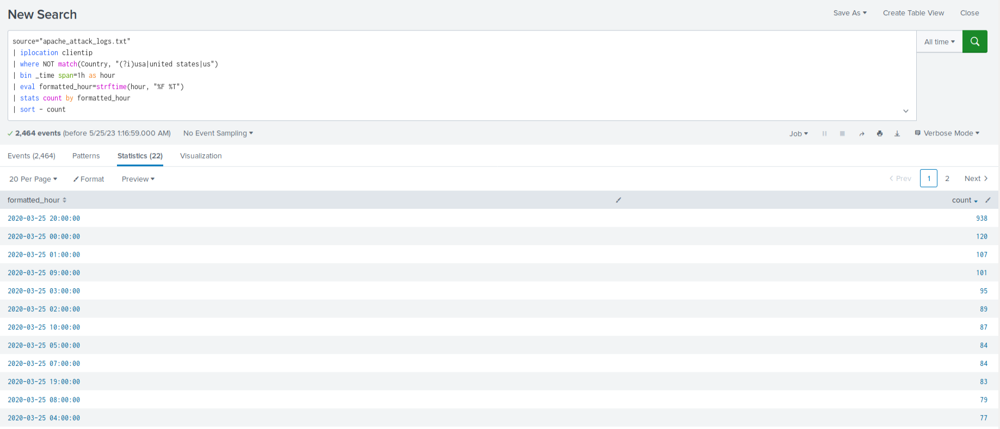 New Search
Save As Create Table View Close
source="apache_attack_logs.txt"
| iplocation clientip
| where NOT match(Country, "(?i)usa|united states|us")
| bin _time span=1h as hour
| eval formatted_hour=strftime(hour, "%F %T")
| stats count by formatted_hour
| sort - count
All time
2,464 events (before 5/25/23 1:16:59.000 AM) No Event Sampling
Job Verbose Mode
Events (2,464) Patterns Statistics (22) Visualization
20 Per Page Format Preview
Prev 1 2 Next
formatted_hour count
2020-03-25 20:00:00 938
2020-03-25 00:00:00 120
2020-03-25 01:00:00 107
2020-03-25 09:00:00 101
2020-03-25 03:00:00 95
2020-03-25 02:00:00 89
2020-03-25 10:00:00 87
2020-03-25 05:00:00 84
2020-03-25 07:00:00 84
2020-03-25 19:00:00 83
2020-03-25 08:00:00 79
2020-03-25 04:00:00 77